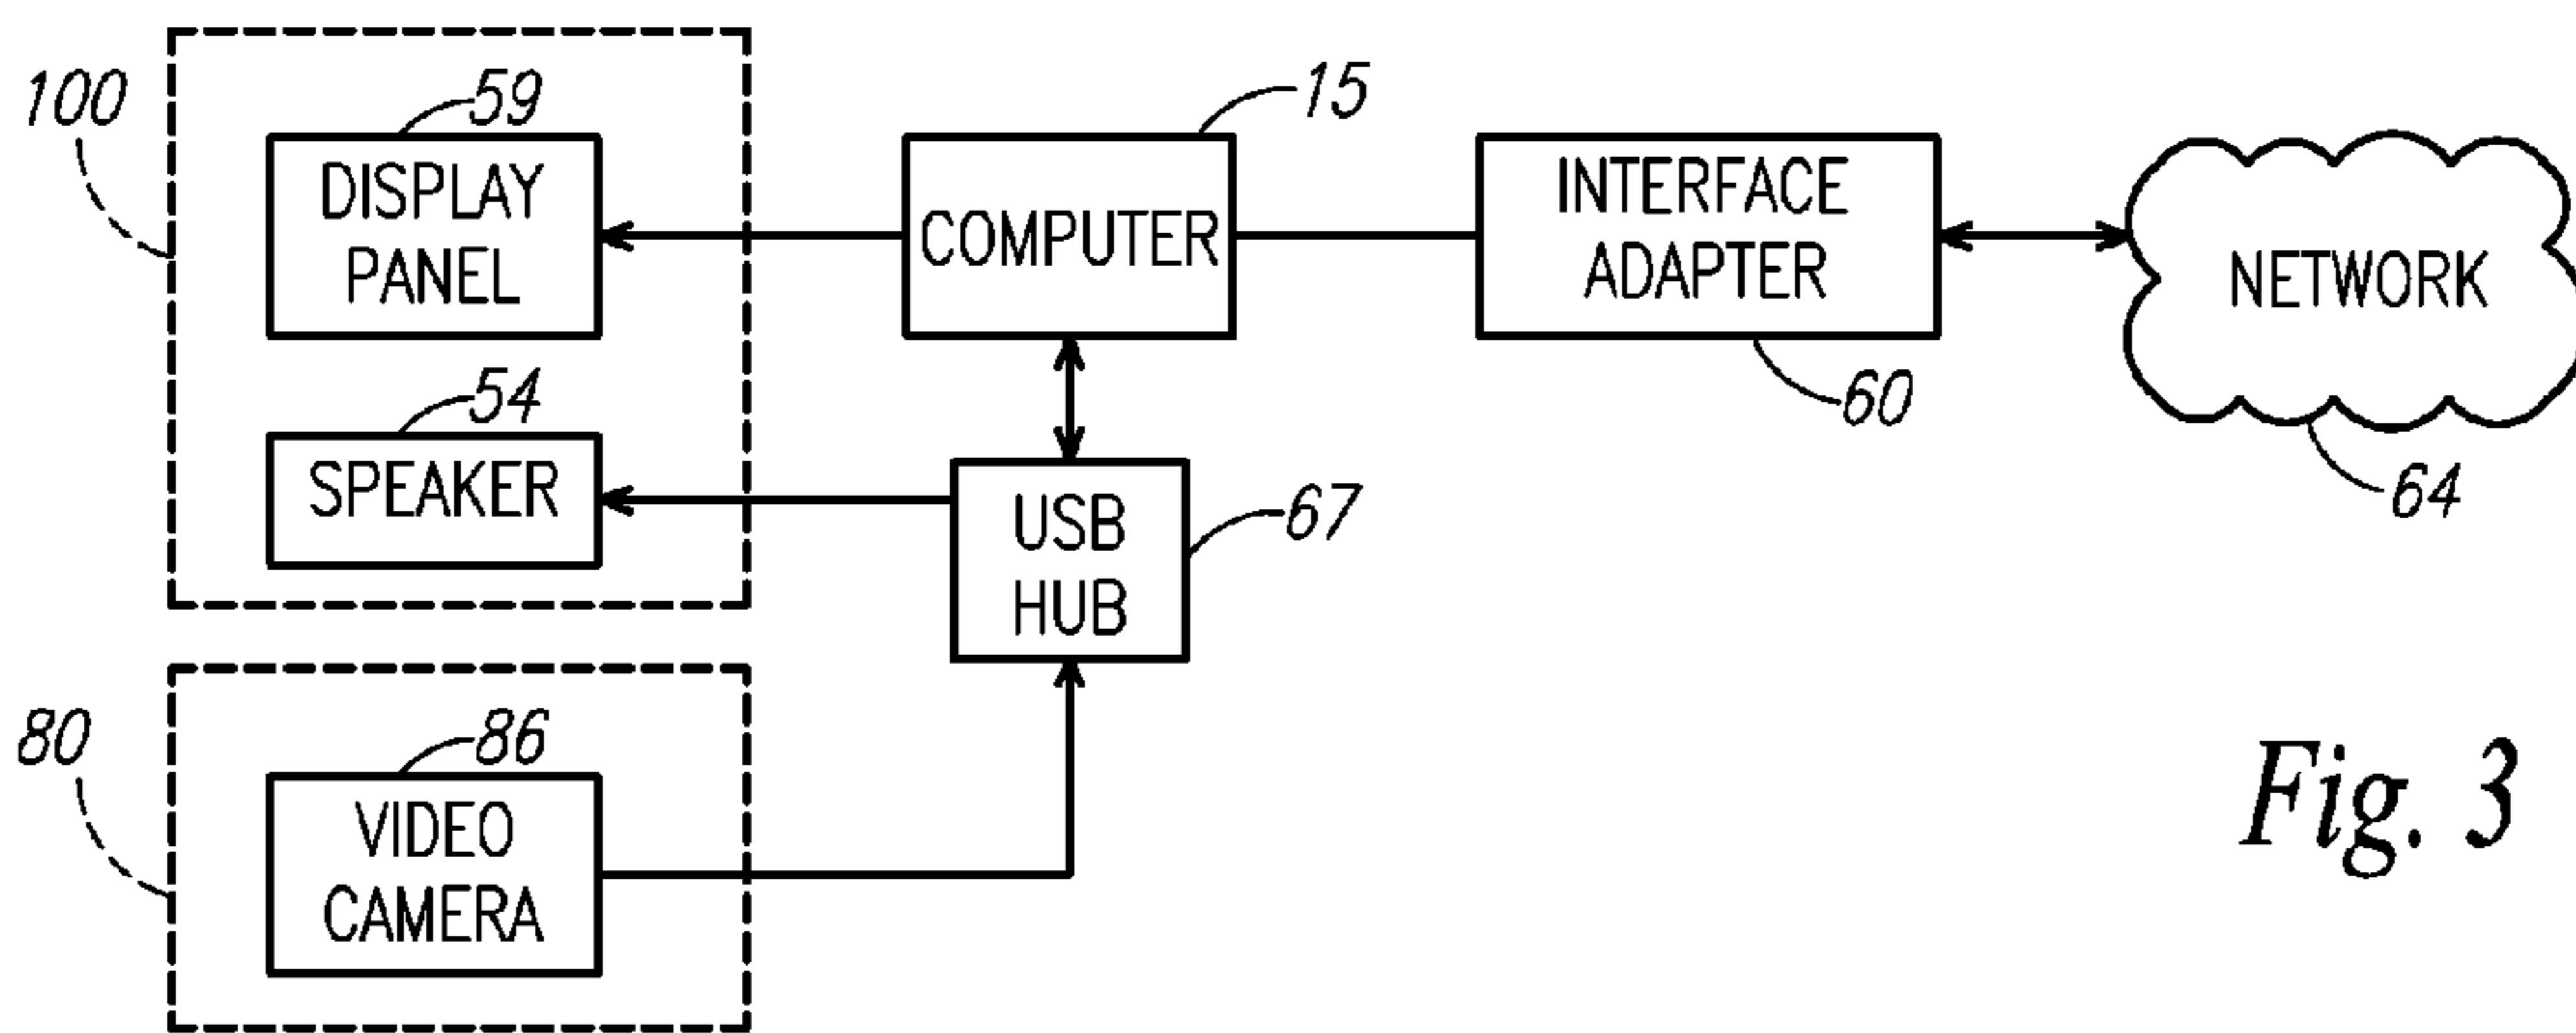 100
59
DISPLAY
PANEL
15
COMPUTER
INTERFACE
ADAPTER
60
NETWORK
64
54
SPEAKER
USB
HUB
67
80
86
VIDEO
CAMERA
Fig. 3